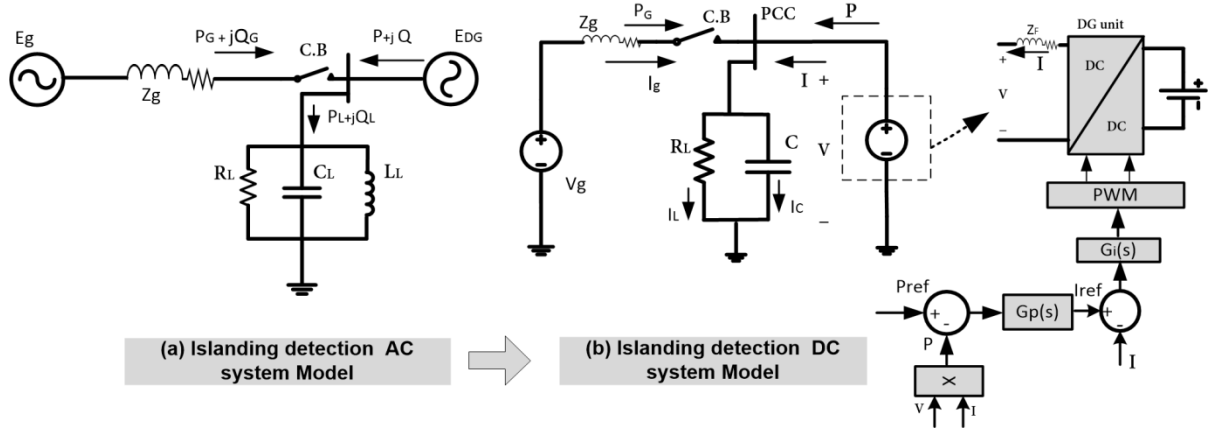 Eg
PG + jQG
Zg
C.B
P+j Q
EDG
PL+jQL
RL
CL
LL
(a) Islanding detection AC
system Model
PG
Zg
Ig
C.B
PCC
P
I
+
Vg
RL
C
V
IL
IC
−
+
-
+
-
(b) Islanding detection DC
system Model
ZF
DG unit
I
+
V
−
DC
DC
+
-
PWM
Gi(s)
Pref
+
-
P
Gp(s)
Iref
+
-
I
X
V
I